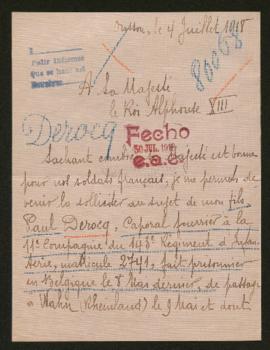 le 4 Juillet 1918
80068
A Sa Majesté
le Roi Alphonse XIII
Derocq
Fecho
30 JUL. 1918
Sachant combien Majesté est bonne
pour nos soldats français, je me permets de
venir la solliciter au sujet de mon fils
Paul Derocq, Caporal fourrier à la
11e Compagnie du 143e Régiment d'Infan-
terie, matricule 2741, fait prisonnier
en Belgique le 8 Mai dernier, de passage
à Wahn (Rheinland) le 9 Mai et dont